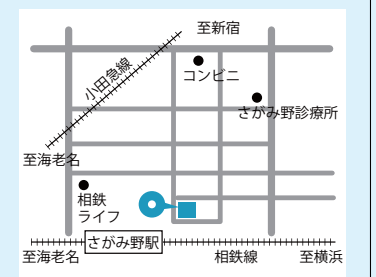 至新宿
小田急線
コンビニ
さがみ野診療所
至海老名
相鉄
ライフ
さがみ野駅
至海老名
相鉄線
至横浜